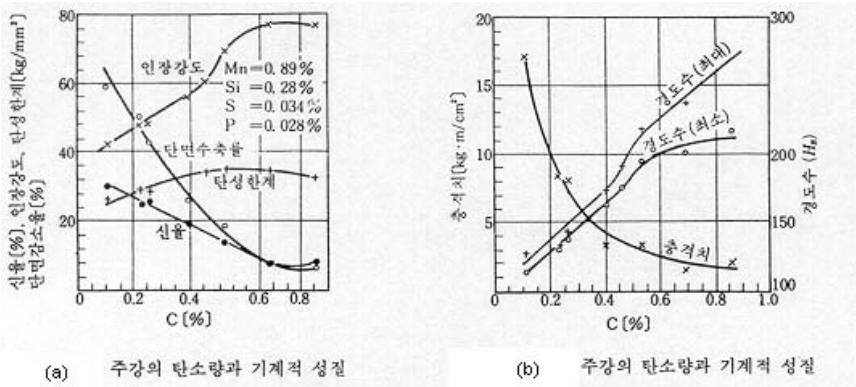 (a)
신율[%], 인장강도, 탄성한계[kg/mm²]
단면감소율[%]
80
60
40
20
인장강도
Mn=0.89%
Si=0.28%
S =0.034%
P =0.028%
단면수축률
탄성한계
신율
0
0.2
0.4
0.6
0.8
C [%]
(a) 주강의 탄소량과 기계적 성질
충격치[kg·m/cm²]
20
15
10
5
경도수(최대)
경도수(최소)
충격치
300
200
150
100
경도수 (HB)
0
0.2
0.4
0.6
0.8
1.0
C [%]
(b) 주강의 탄소량과 기계적 성질